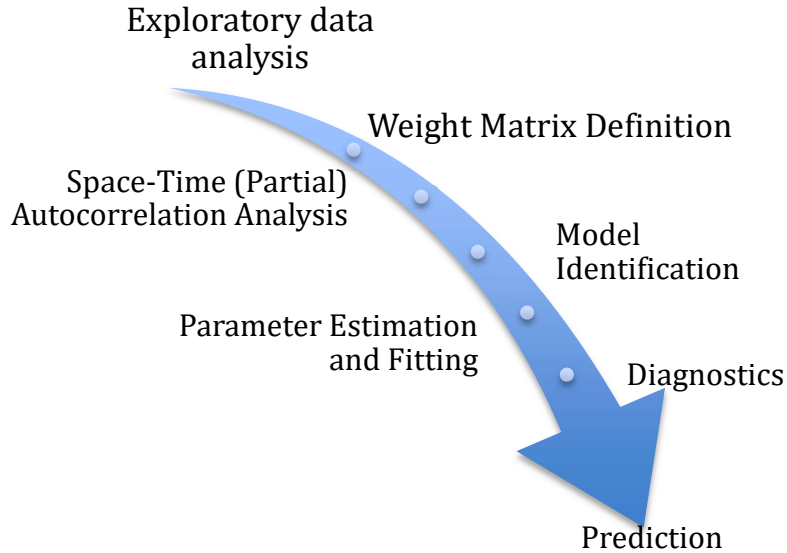 Exploratory data
analysis
Weight Matrix Definition
Space-Time (Partial)
Autocorrelation Analysis
Model
Identification
Parameter Estimation
and Fitting
Diagnostics
Prediction